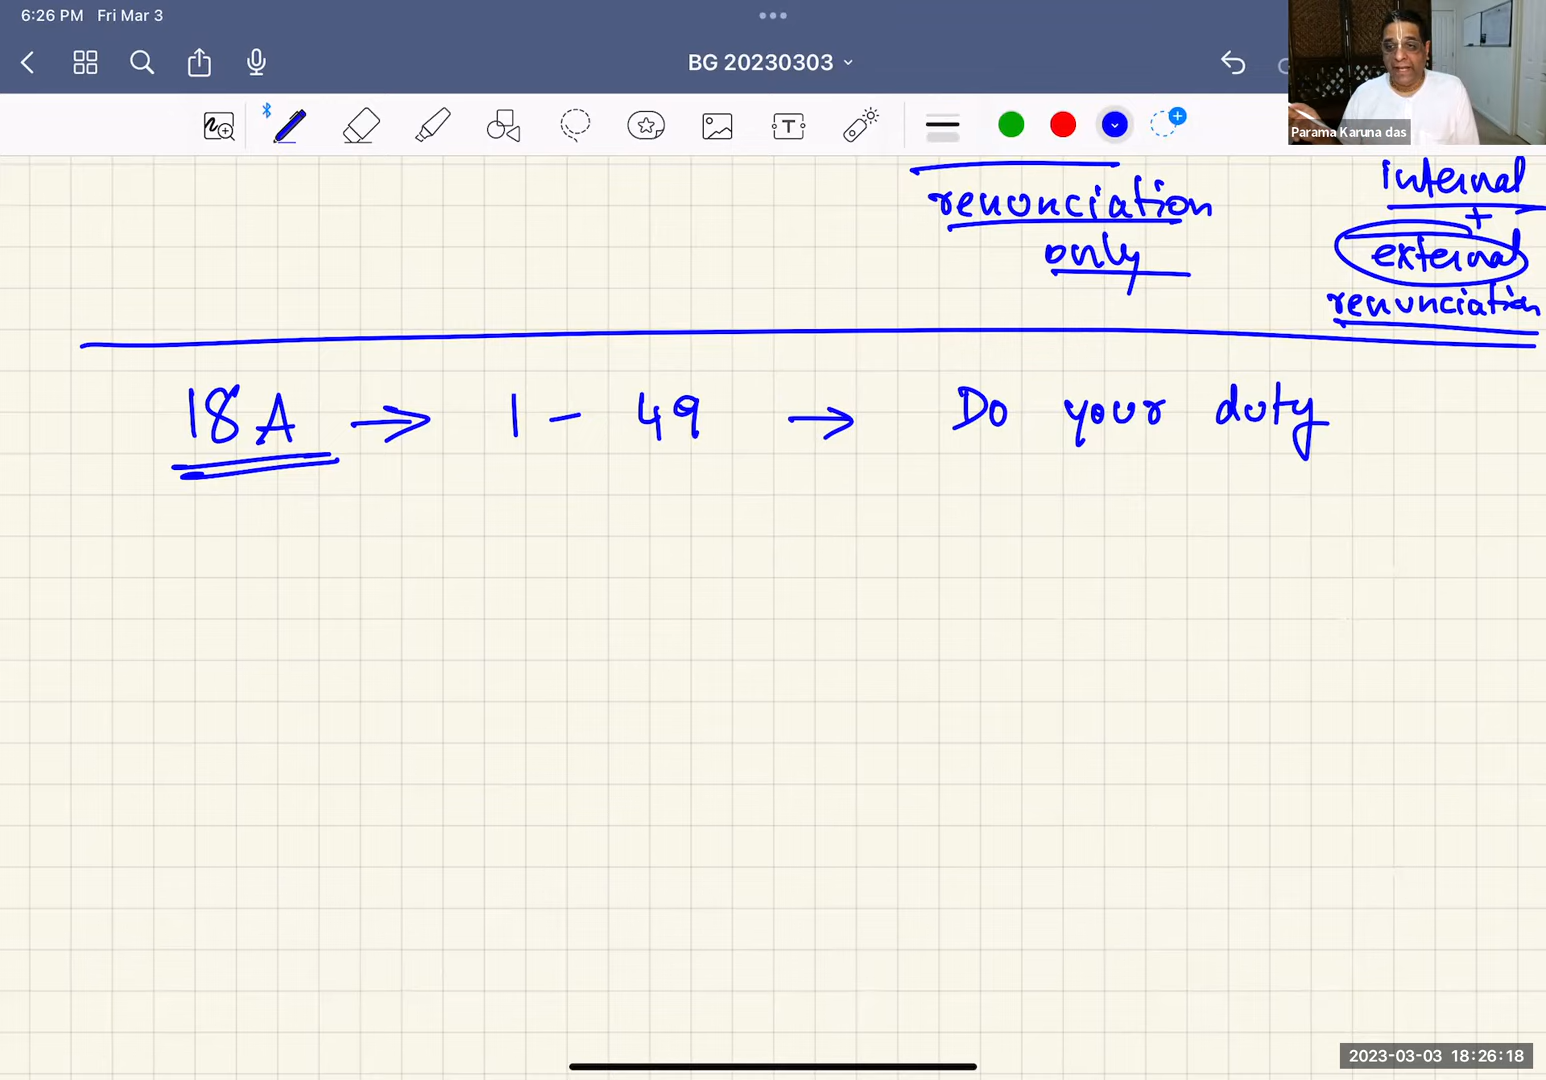 6:26 PM Fri Mar 3
BG 20230303
Parama Karuna das
T
internal
+
renunciation
external
only
renunciation
18A → 1 - 49 → Do your duty
2023-03-03 18:26:18